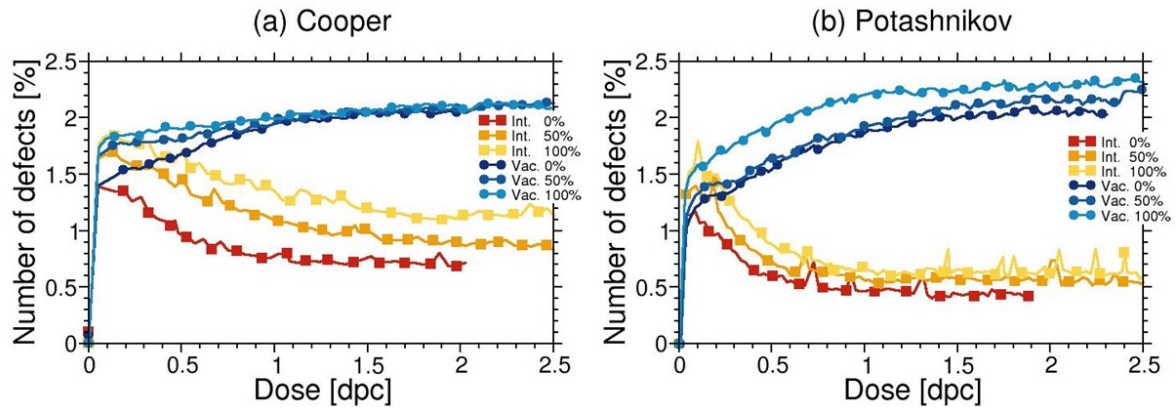 (a) Cooper
Number of defects [%]
2.5
2
1.5
1
0.5
0
Int. 0%
Int. 50%
Int. 100%
Vac. 0%
Vac. 50%
Vac. 100%
0 0.5 1 1.5 2 2.5
Dose [dpc]
(b) Potashnikov
Number of defects [%]
2.5
2
1.5
1
0.5
0
Int. 0%
Int. 50%
Int. 100%
Vac. 0%
Vac. 50%
Vac. 100%
0 0.5 1 1.5 2 2.5
Dose [dpc]